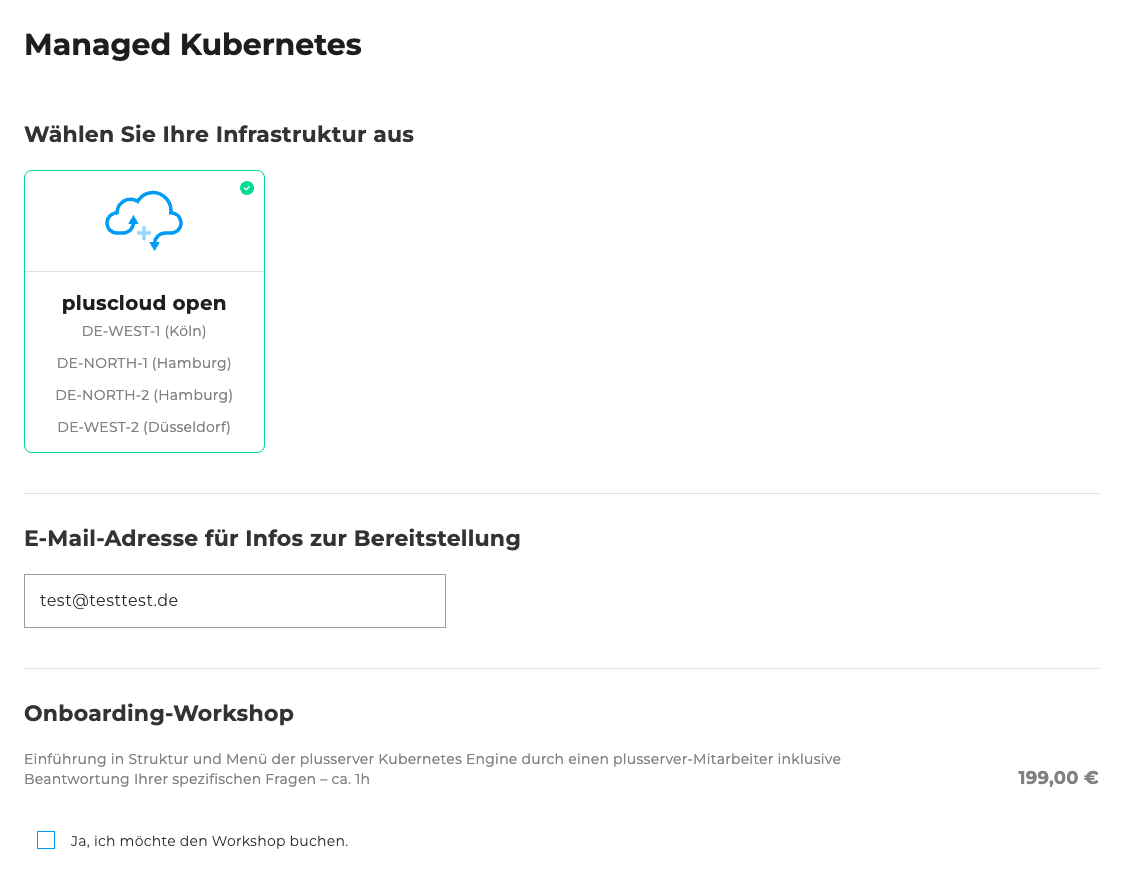 Managed Kubernetes
Wählen Sie Ihre Infrastruktur aus
pluscloud open
DE-WEST-1 (Köln)
DE-NORTH-1 (Hamburg)
DE-NORTH-2 (Hamburg)
DE-WEST-2 (Düsseldorf)
E-Mail-Adresse für Infos zur Bereitstellung
test@testtest.de
Onboarding-Workshop
Einführung in Struktur und Menü der plusserver Kubernetes Engine durch einen plusserver-Mitarbeiter inklusive
Beantwortung Ihrer spezifischen Fragen – ca. 1h
199,00 €
Ja, ich möchte den Workshop buchen.